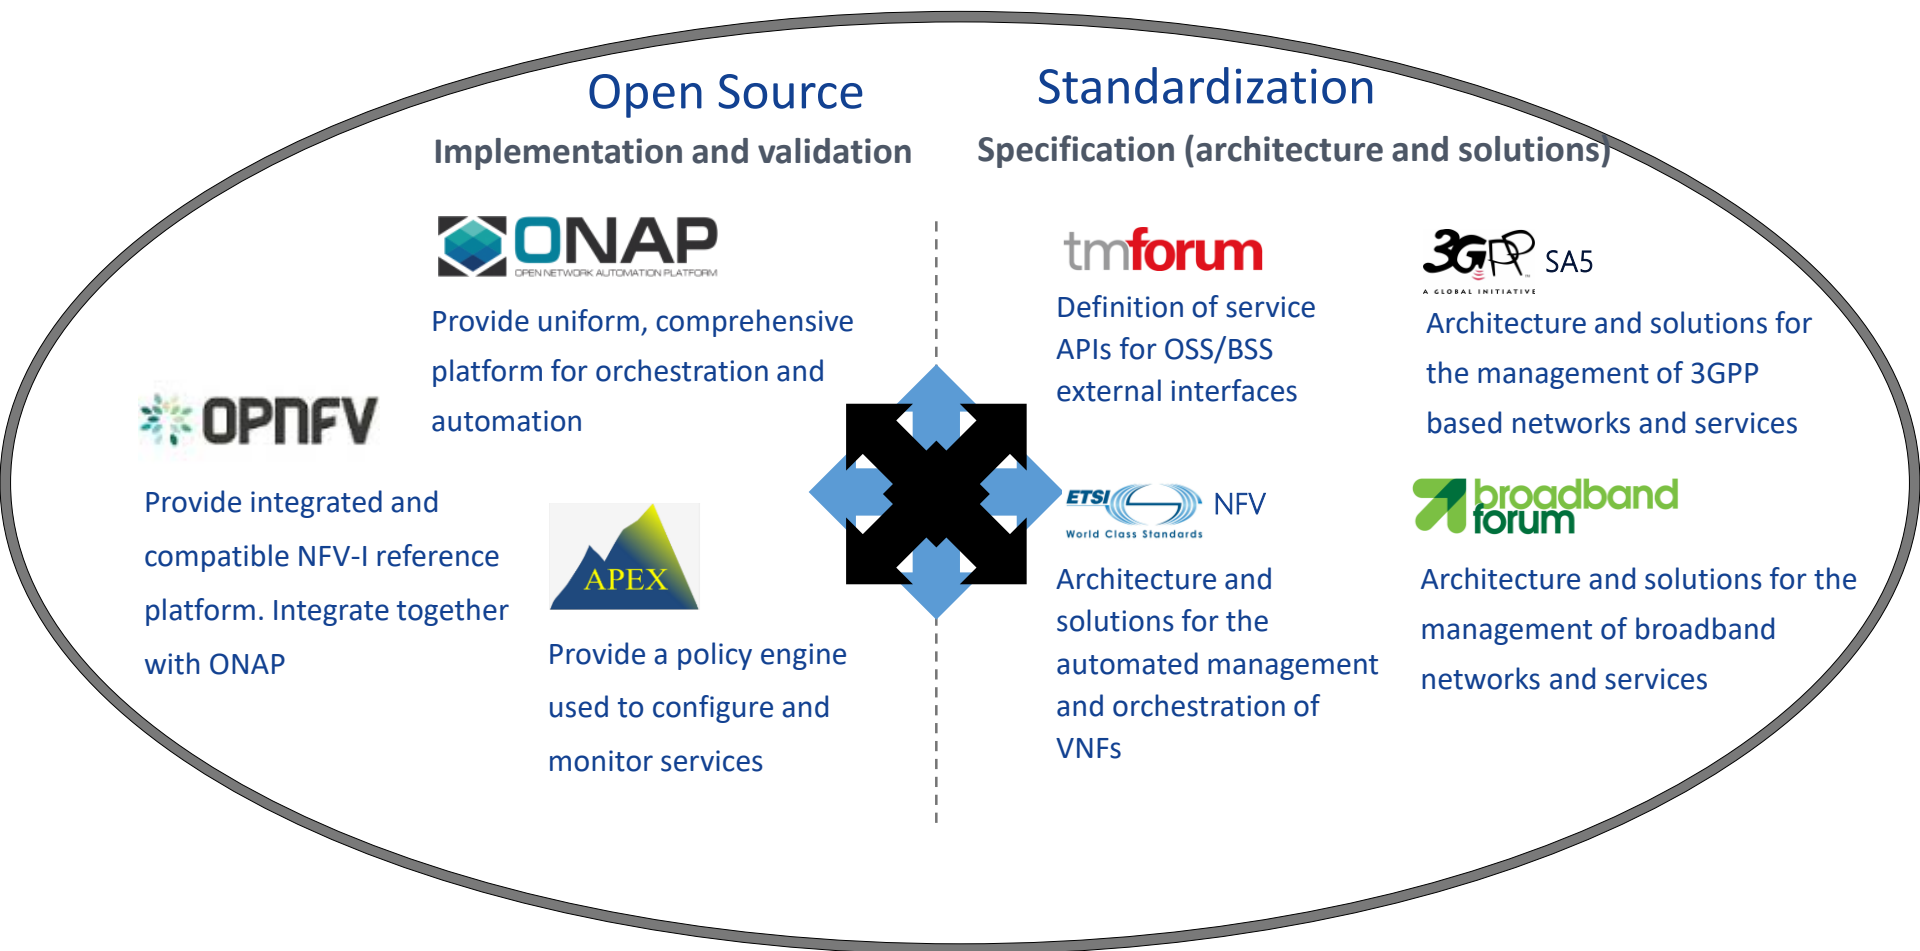 Open Source
Implementation and validation
ONAP
OPEN NETWORK AUTOMATION PLATFORM
Provide uniform, comprehensive
platform for orchestration and
automation
OPNFV
Provide integrated and
compatible NFV-I reference
platform. Integrate together
with ONAP
APEX
Provide a policy engine
used to configure and
monitor services
Standardization
Specification (architecture and solutions)
tmforum
Definition of service
APIs for OSS/BSS
external interfaces
3GPP SA5
A GLOBAL INITIATIVE
Architecture and solutions for
the management of 3GPP
based networks and services
ETSI NFV
World Class Standards
Architecture and
solutions for the
automated management
and orchestration of
VNFs
broadband
forum
Architecture and solutions for the
management of broadband
networks and services